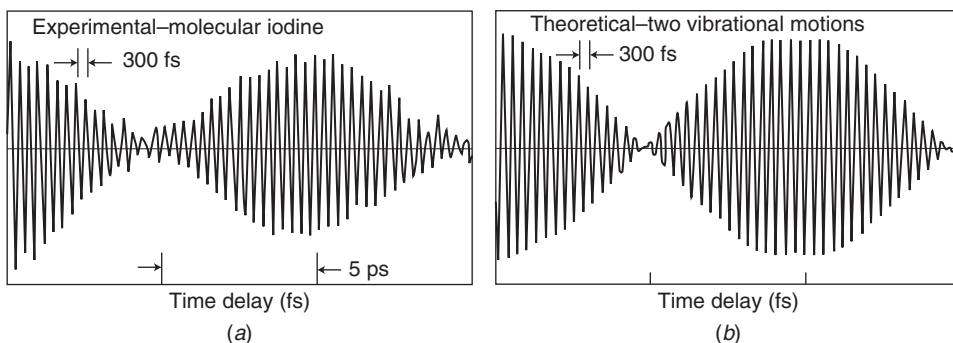 Experimental–molecular iodine
300 fs
5 ps
Time delay (fs)
(a)
Theoretical–two vibrational motions
300 fs
Time delay (fs)
(b)